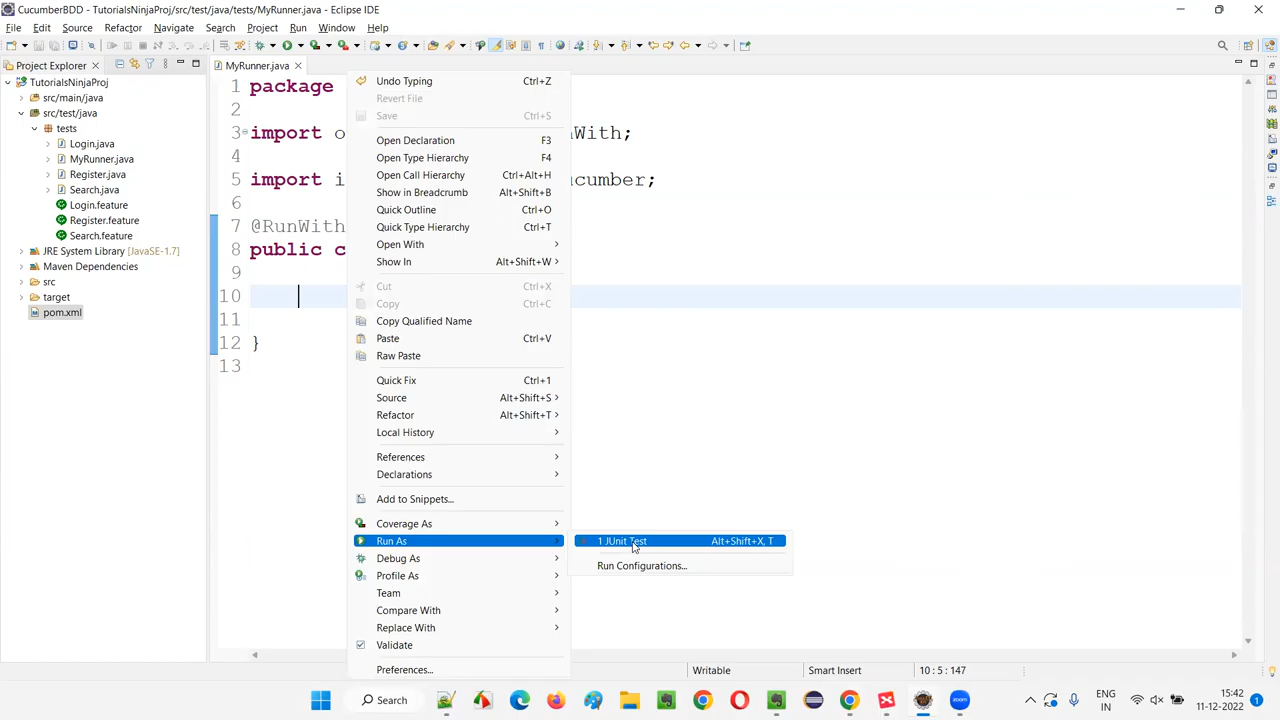 CucumberBDD - TutorialsNinjaProj/src/test/java/tests/MyRunner.java - Eclipse IDE
File Edit Source Refactor Navigate Search Project Run Window Help
Project Explorer
MyRunner.java
TutorialsNinjaProj
src/main/java
src/test/java
tests
Login.java
MyRunner.java
Register.java
Search.java
Login.feature
Register.feature
Search.feature
JRE System Library [JavaSE-1.7]
Maven Dependencies
src
target
pom.xml
1 package
2
3 import o nWith;
4
5 import i ucumber;
6
7 @RunWith
8 public c
9
10
11
12 }
13
Undo Typing Ctrl+Z
Revert File
Save Ctrl+S
Open Declaration F3
Open Type Hierarchy F4
Open Call Hierarchy Ctrl+Alt+H
Show in Breadcrumb Alt+Shift+B
Quick Outline Ctrl+O
Quick Type Hierarchy Ctrl+T
Open With
Show In Alt+Shift+W
Cut Ctrl+X
Copy Ctrl+C
Copy Qualified Name
Paste Ctrl+V
Raw Paste
Quick Fix Ctrl+1
Source Alt+Shift+S
Refactor Alt+Shift+T
Local History
References
Declarations
Add to Snippets...
Coverage As
Run As
Debug As
Profile As
Team
Compare With
Replace With
Validate
Preferences...
1 JUnit Test Alt+Shift+X, T
Run Configurations...
Writable Smart Insert 10 : 5 : 147
Search
ENG
IN
15:42
11-12-2022
1